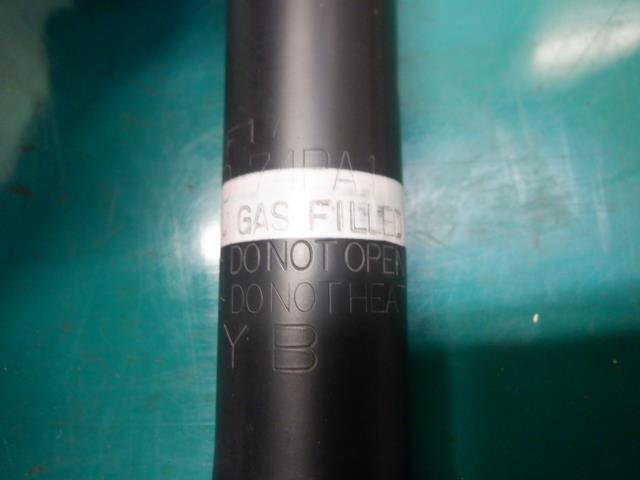 GAS FILLED
DO NOT OPEN
DO NOT HEAT
Y B